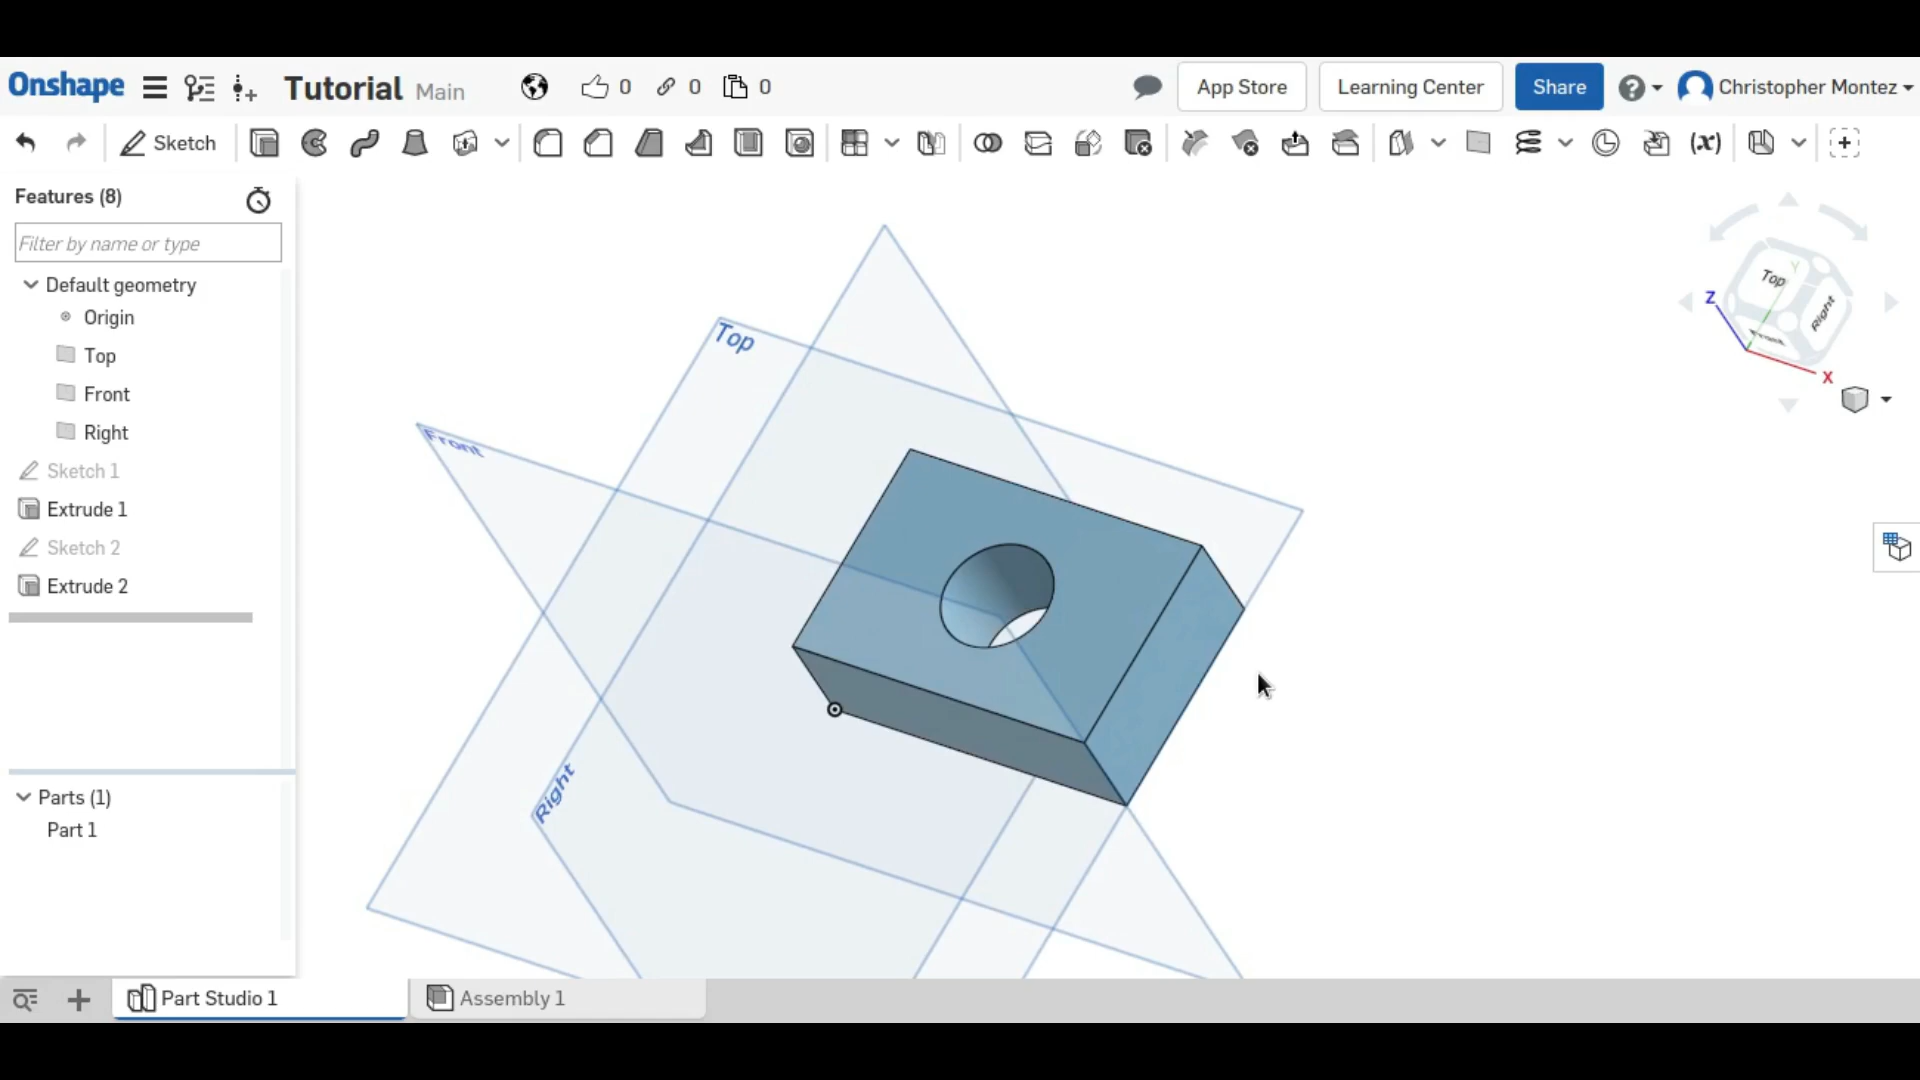 Onshape Tutorial Main 0 0 0 App Store Learning Center Share Christopher Montez
Sketch (x)
Features (8)
Filter by name or type
Default geometry
Origin
Top
Front
Right
Sketch 1
Extrude 1
Sketch 2
Extrude 2
Parts (1)
Part 1
Top
Front
Right
Y
Top
Z
Right
Front
X
Part Studio 1 Assembly 1